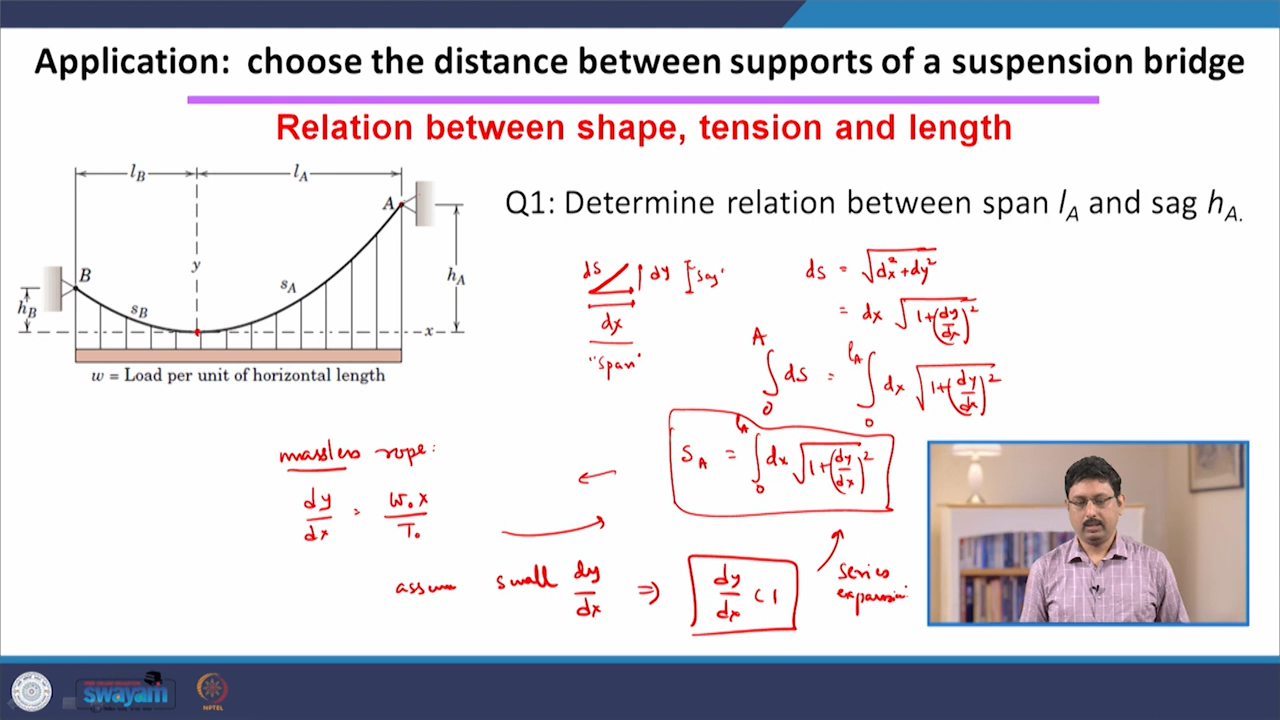 Application: choose the distance between supports of a suspension bridge
Relation between shape, tension and length
l_B
l_A
A
B
y
h_A
s_A
h_B
s_B
x
w = Load per unit of horizontal length
Q1: Determine relation between span l_A and sag h_A.
ds
dy
"Sag"
dx
"span"
ds = √(dx²+dy²)
= dx √(1+(dy/dx)²)
∫₀^A ds = ∫₀^{l_A} dx √(1+(dy/dx)²)
S_A = ∫₀^{l_A} dx √(1+(dy/dx)²)
massless rope:
dy/dx = w₀x/T₀
assume small dy/dx ⇒ dy/dx < 1
series
expansion
swayam
NPTEL